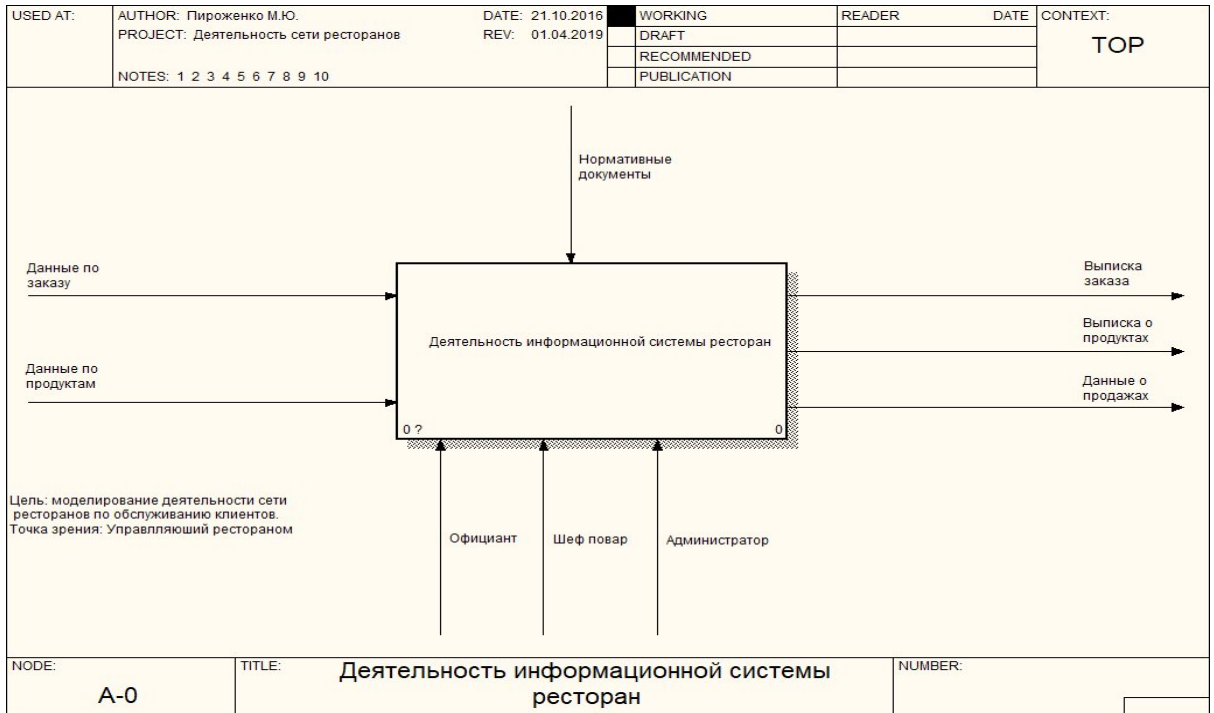 USED AT:
AUTHOR: Пироженко М.Ю.
DATE: 21.10.2016
WORKING
READER
DATE
CONTEXT:
PROJECT: Деятельность сети ресторанов
REV: 01.04.2019
DRAFT
TOP
RECOMMENDED
NOTES: 1 2 3 4 5 6 7 8 9 10
PUBLICATION
Нормативные
документы
Данные по
заказу
Выписка
заказа
Выписка о
продуктах
Деятельность информационной системы ресторан
Данные по
продуктам
Данные о
продажах
0 ?
0
Цель: моделирование деятельности сети
ресторанов по обслуживанию клиентов.
Точка зрения: Управпляюший рестораном
Официант
Шеф повар
Администратор
NODE:
A-0
TITLE:
Деятельность информационной системы
ресторан
NUMBER: